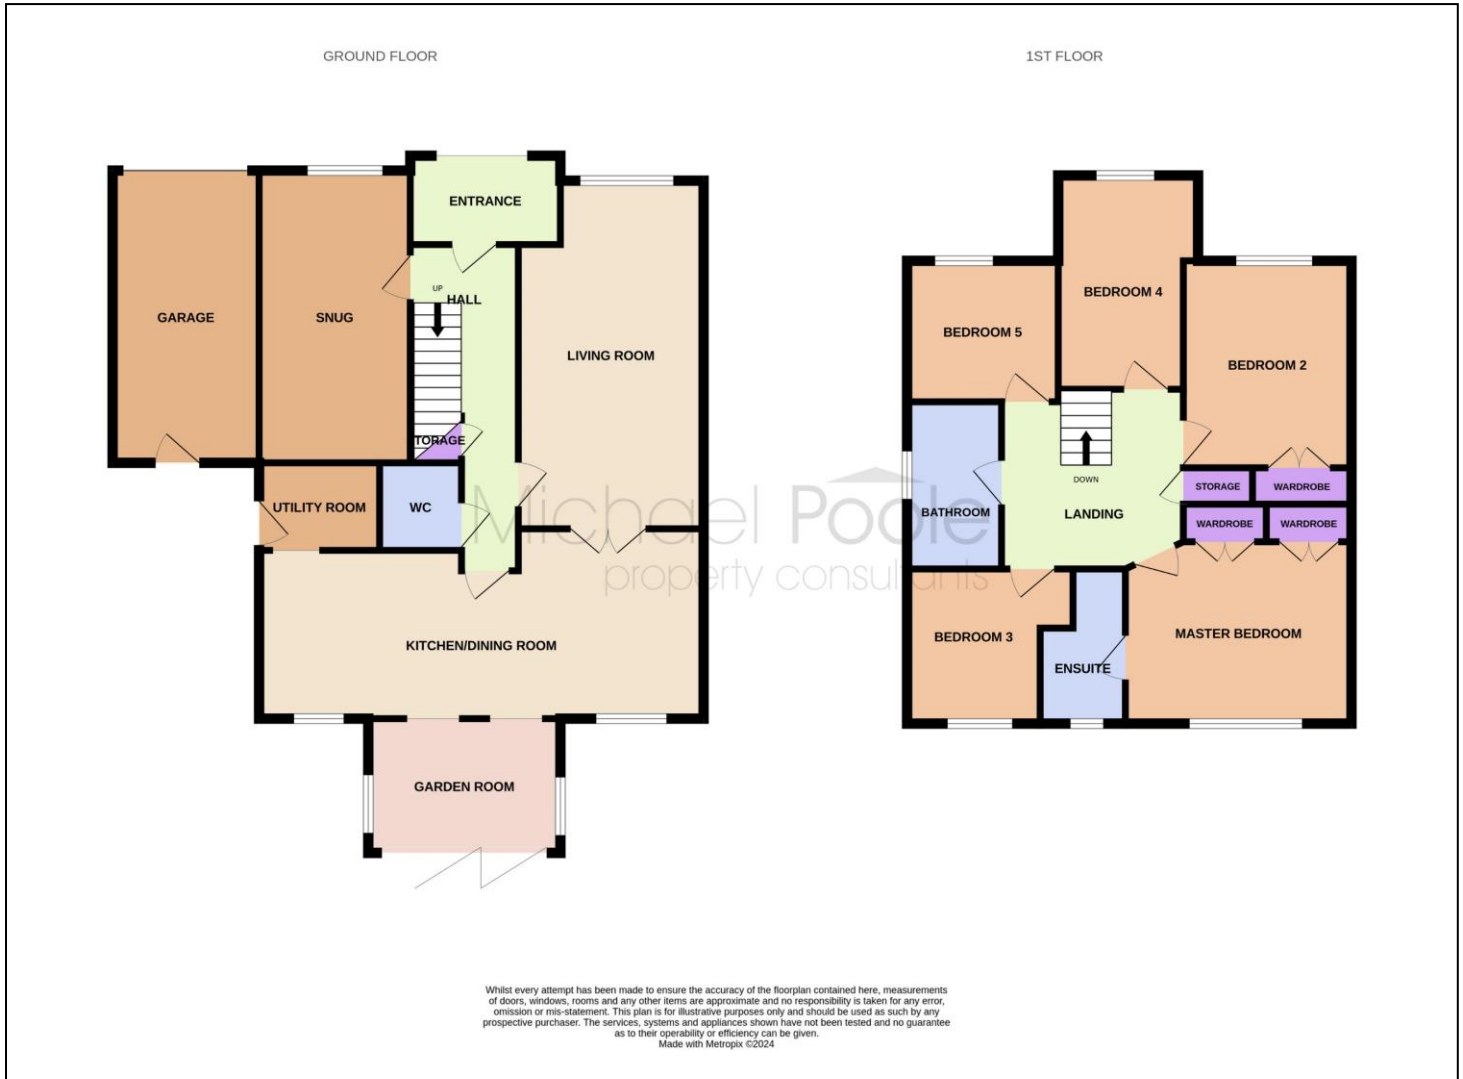 GROUND FLOOR
1ST FLOOR
ENTRANCE
GARAGE
SNUG
UP
HALL
LIVING ROOM
TORAGE
UTILITY ROOM
WC
KITCHEN/DINING ROOM
GARDEN ROOM
BEDROOM 4
BEDROOM 5
BEDROOM 2
DOWN
STORAGE
WARDROBE
BATHROOM
LANDING
WARDROBE
WARDROBE
BEDROOM 3
ENSUITE
MASTER BEDROOM
Michael Poole
property consultants
Whilst every attempt has been made to ensure the accuracy of the floorplan contained here, measurements
of doors, windows, rooms and any other items are approximate and no responsibility is taken for any error,
omission or mis-statement. This plan is for illustrative purposes only and should be used as such by any
prospective purchaser. The services, systems and appliances shown have not been tested and no guarantee
as to their operability or efficiency can be given.
Made with Metropix ©2024